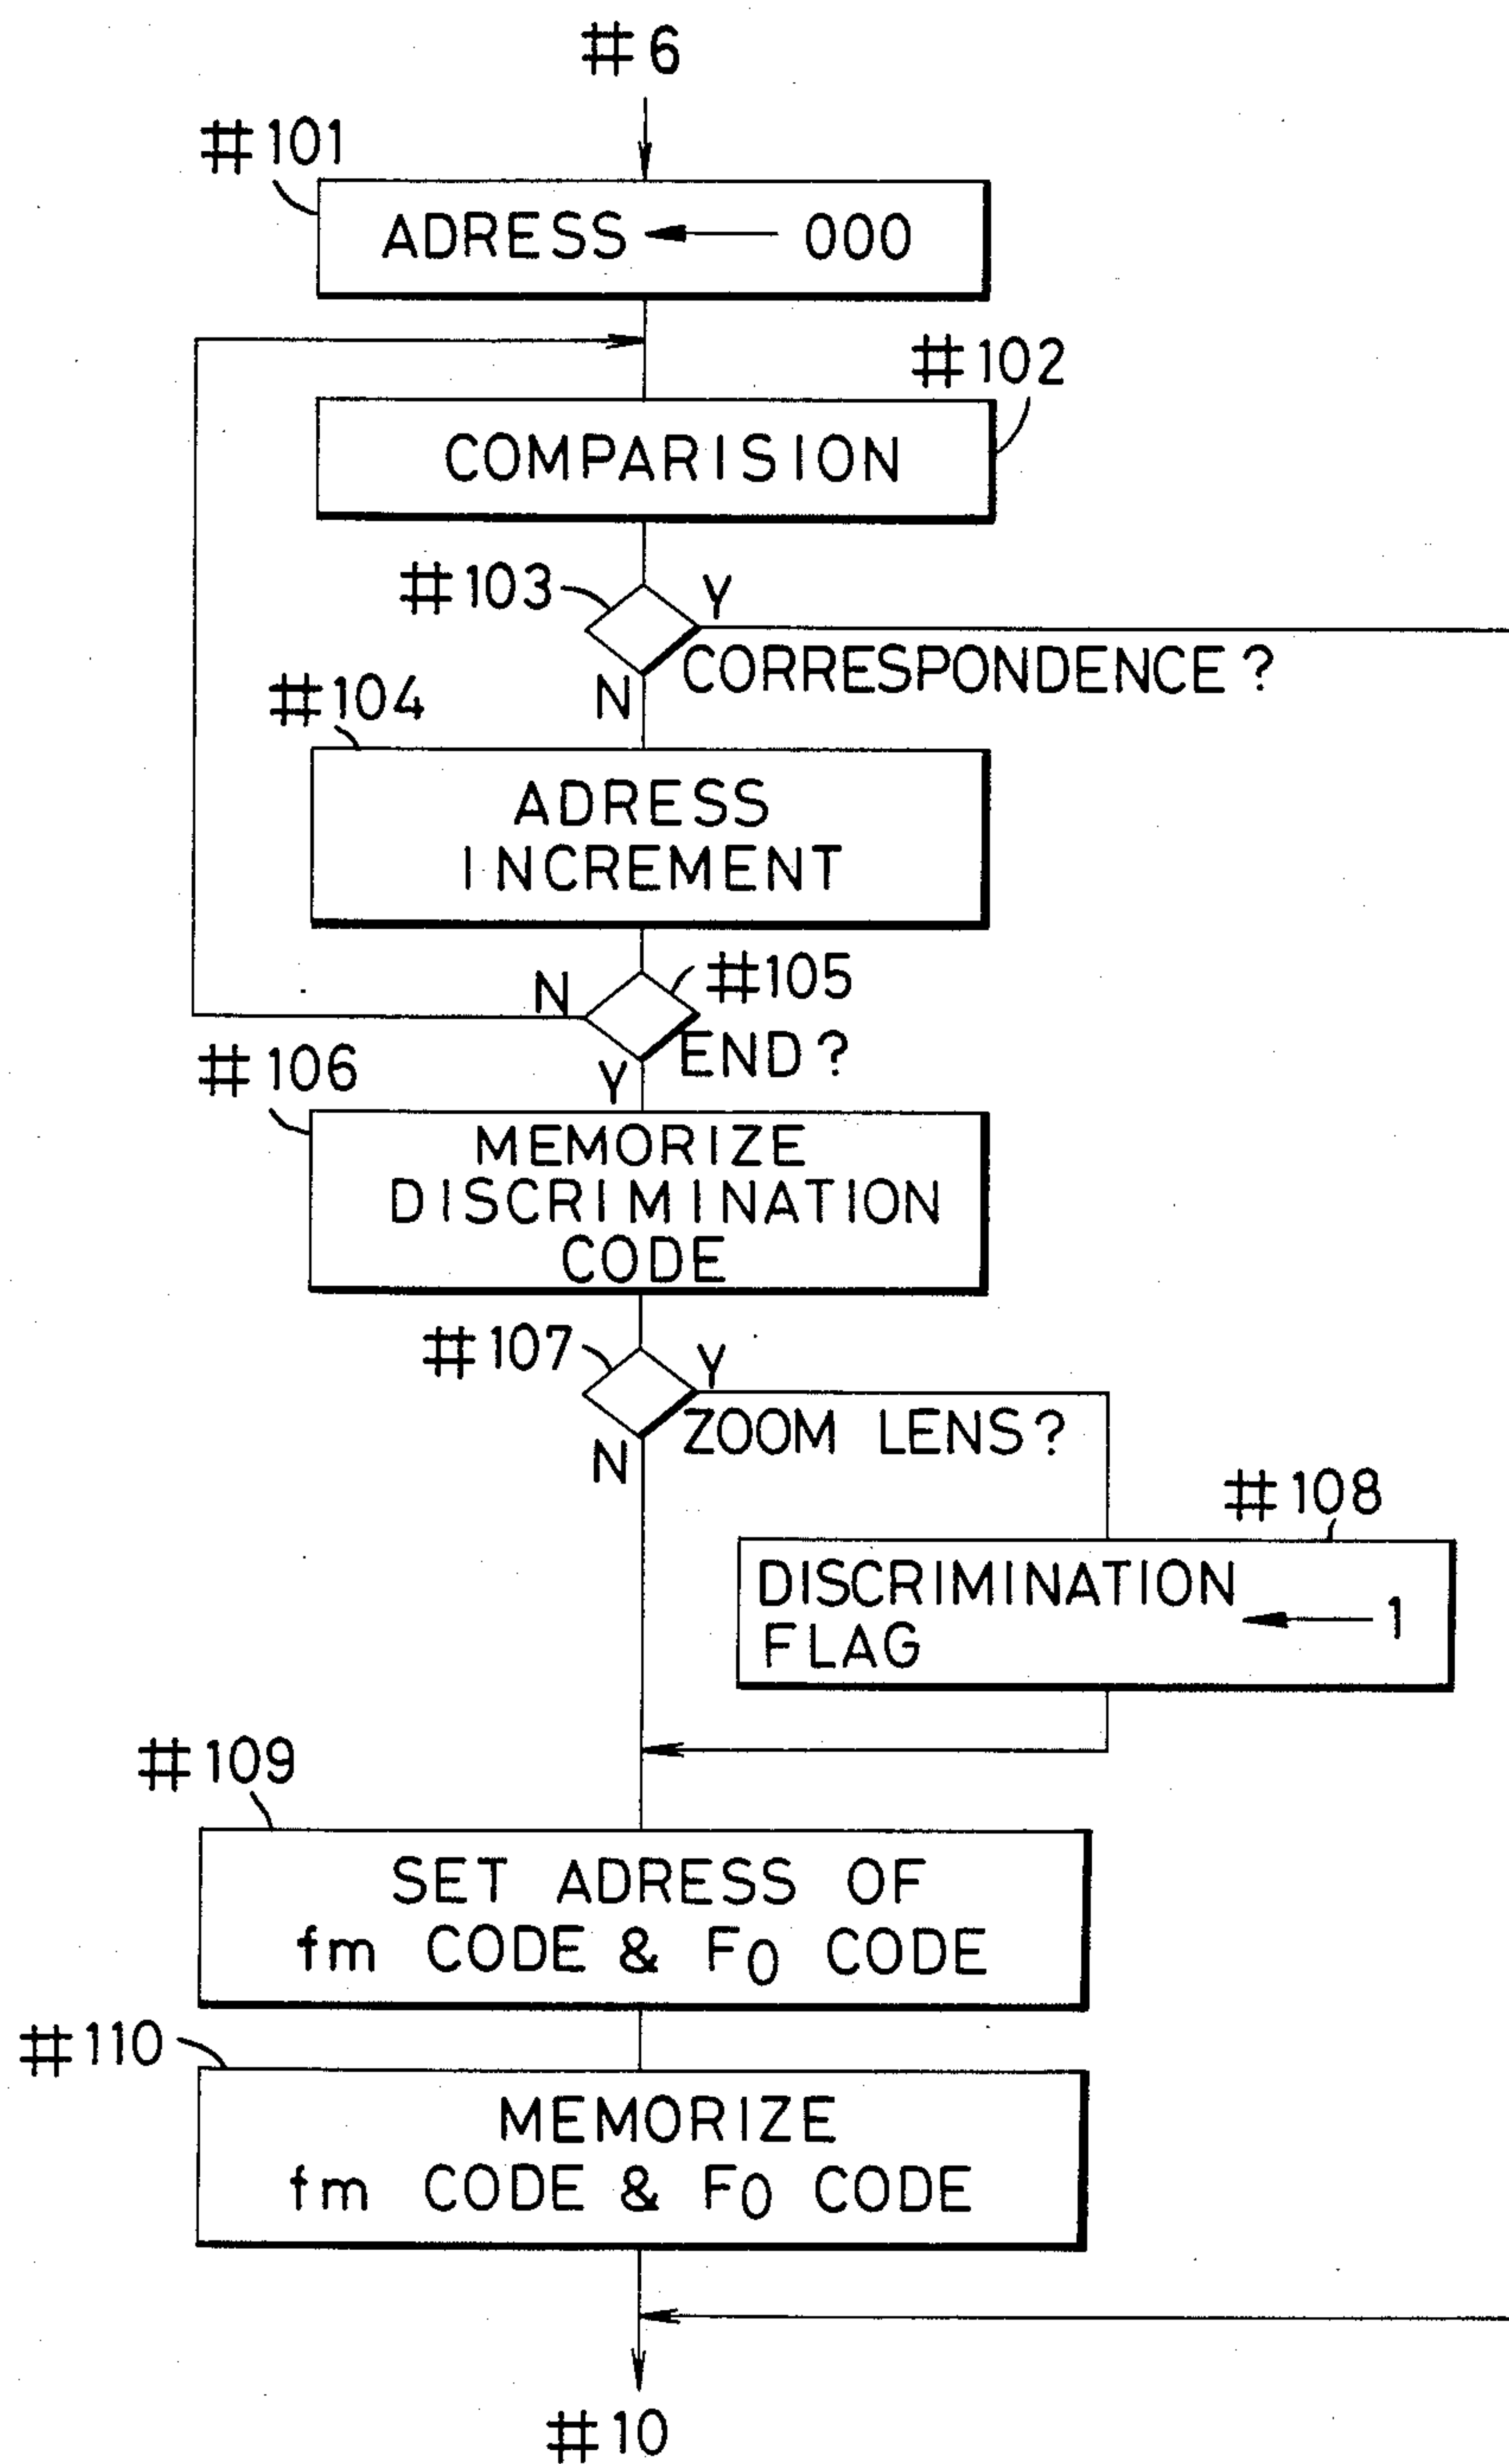 #6
#101
ADRESS ← 000
#102
COMPARISION
#103
Y
CORRESPONDENCE?
N
#104
ADRESS
INCREMENT
N
#105
END?
Y
#106
MEMORIZE
DISCRIMINATION
CODE
#107
Y
ZOOM LENS?
N
#108
DISCRIMINATION
FLAG ← 1
#109
SET ADRESS OF
fm CODE & F0 CODE
#110
MEMORIZE
fm CODE & F0 CODE
#10